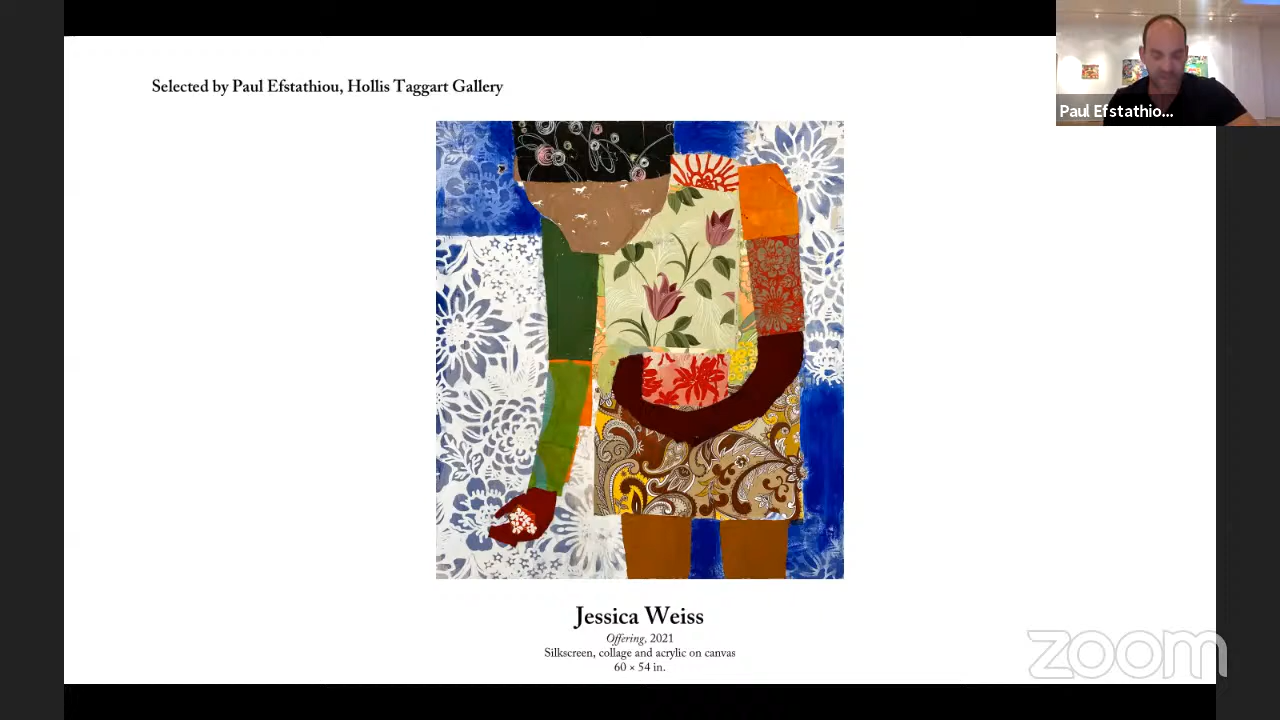 Selected by Paul Efstathiou, Hollis Taggart Gallery
Paul Efstathio...
Jessica Weiss
Offering, 2021
Silkscreen, collage and acrylic on canvas
60 × 54 in.
zoom